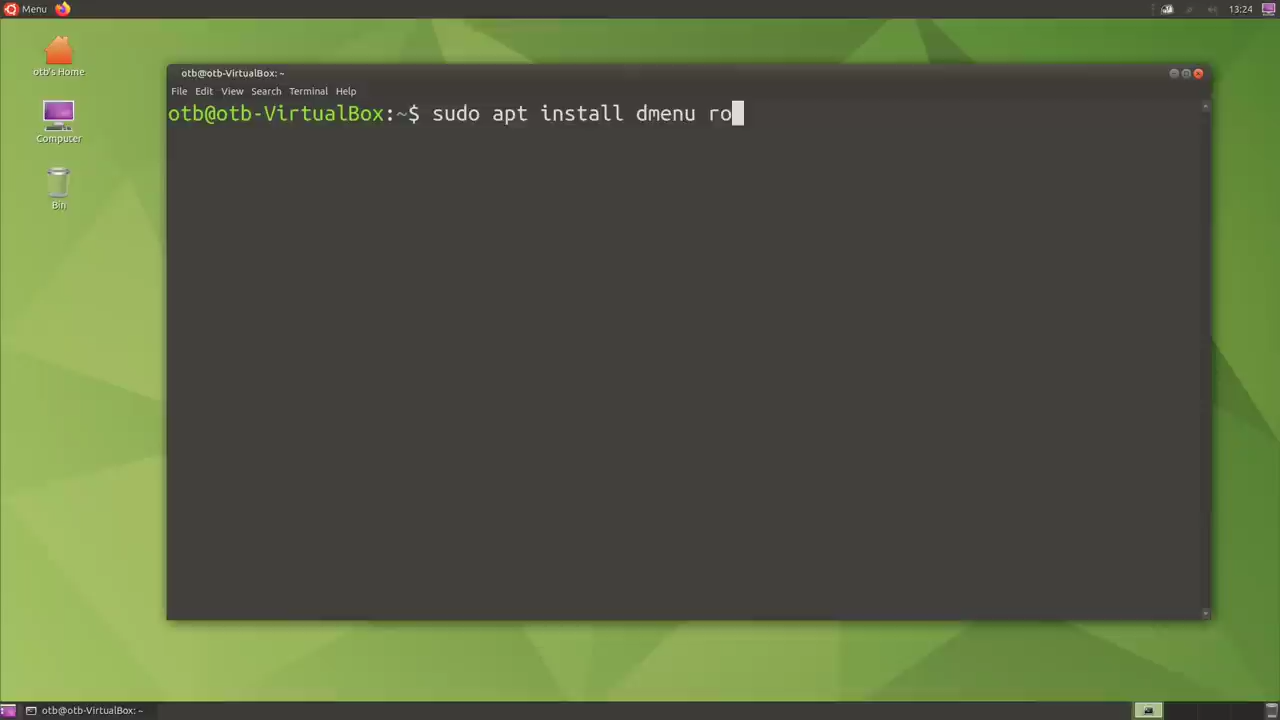 Menu
13:24
otb's Home
Computer
Bin
otb@otb-VirtualBox: ~
File Edit View Search Terminal Help
otb@otb-VirtualBox:~$ sudo apt install dmenu ro
otb@otb-VirtualBox: ~